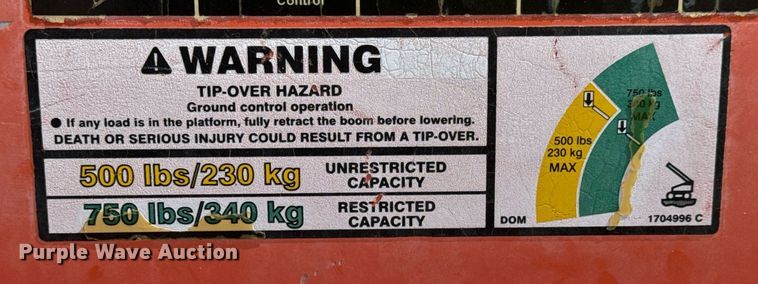 Control
WARNING
TIP-OVER HAZARD
Ground control operation
● If any load is in the platform, fully retract the boom before lowering.
DEATH OR SERIOUS INJURY COULD RESULT FROM A TIP-OVER.
500 lbs/230 kg UNRESTRICTED CAPACITY
750 lbs/340 kg RESTRICTED CAPACITY
750 lbs
340 kg
MAX
500 lbs
230 kg
MAX
DOM
1704996 C
Purple Wave Auction